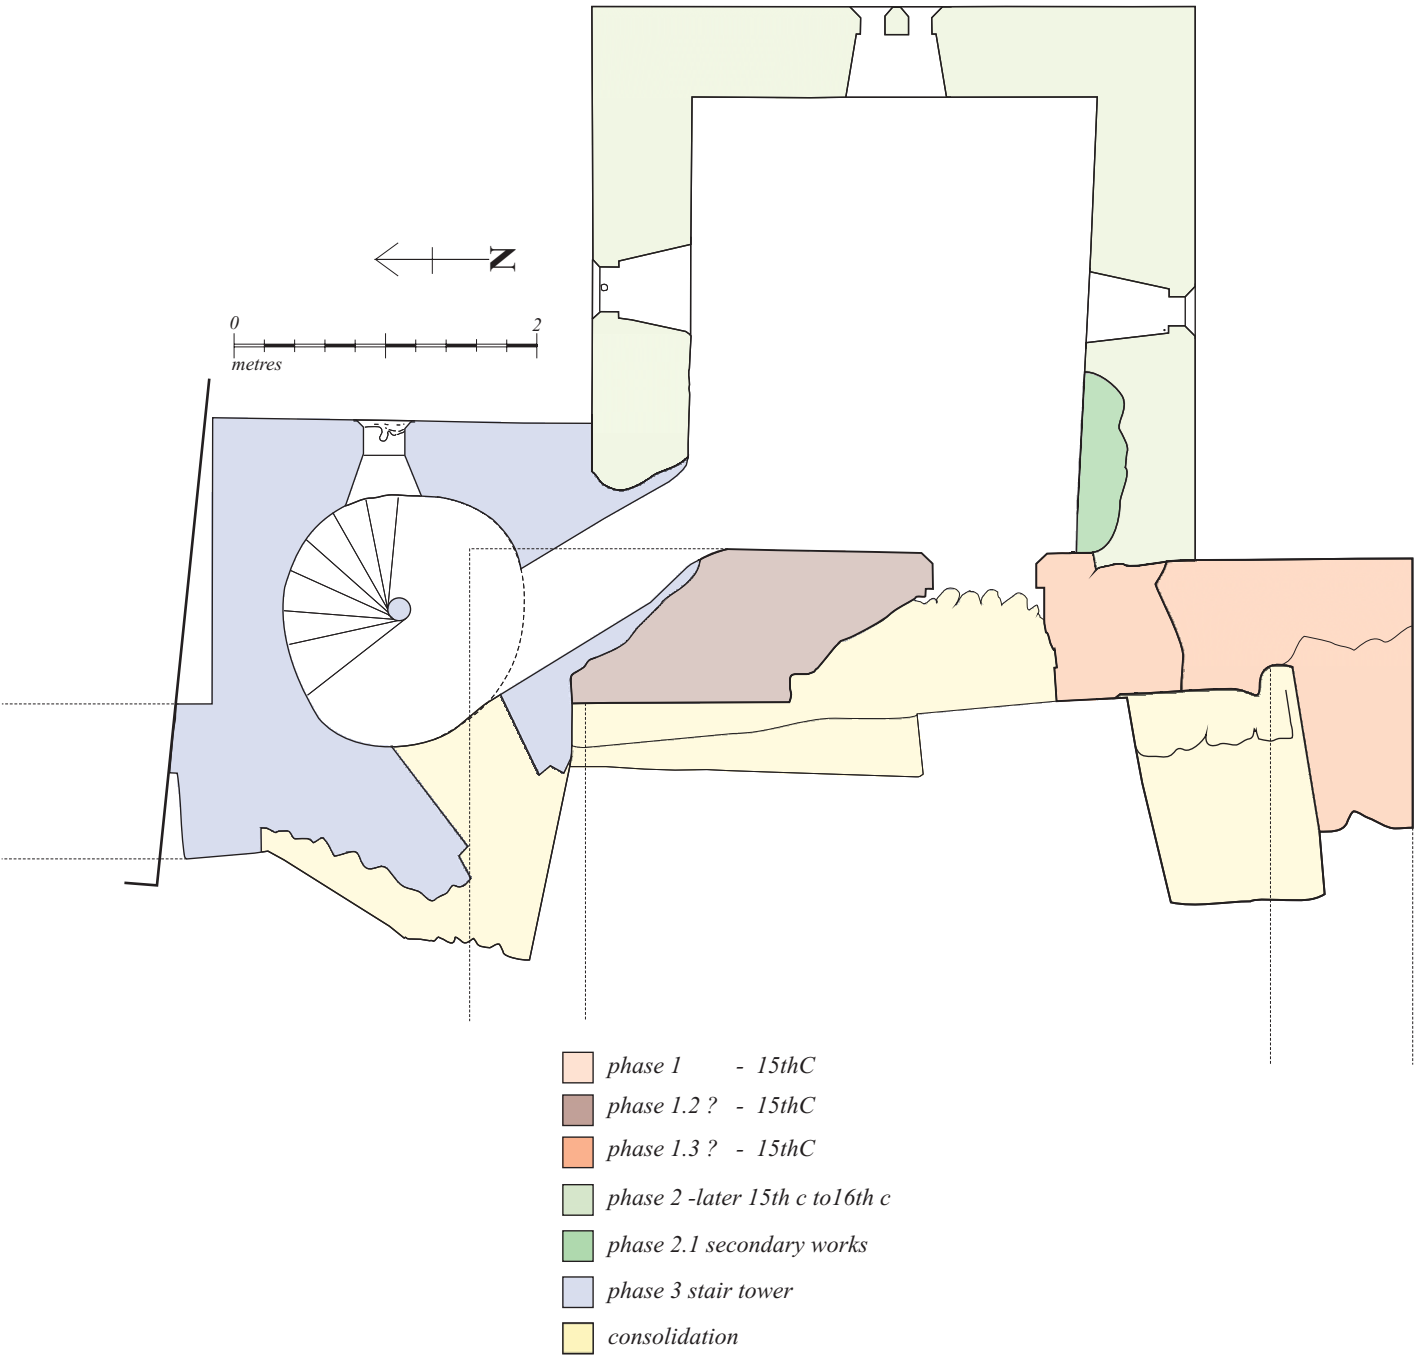 N
0 2
metres
phase 1 - 15thC
phase 1.2 ? - 15thC
phase 1.3 ? - 15thC
phase 2 -later 15th c to16th c
phase 2.1 secondary works
phase 3 stair tower
consolidation